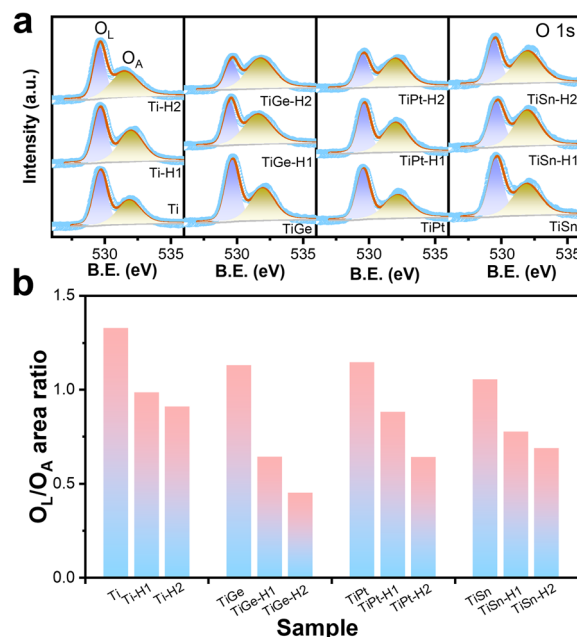 a
O 1s
O_L
O_A
Intensity (a.u.)
Ti-H2
TiGe-H2
TiPt-H2
TiSn-H2
Ti-H1
TiGe-H1
TiPt-H1
TiSn-H1
Ti
TiGe
TiPt
TiSn
530 535 530 535 530 535 530 535
B.E. (eV) B.E. (eV) B.E. (eV) B.E. (eV)
b
1.5
1.0
0.5
0.0
O_L/O_A area ratio
Ti Ti-H1 Ti-H2 TiGe TiGe-H1 TiGe-H2 TiPt TiPt-H1 TiPt-H2 TiSn TiSn-H1 TiSn-H2
Sample